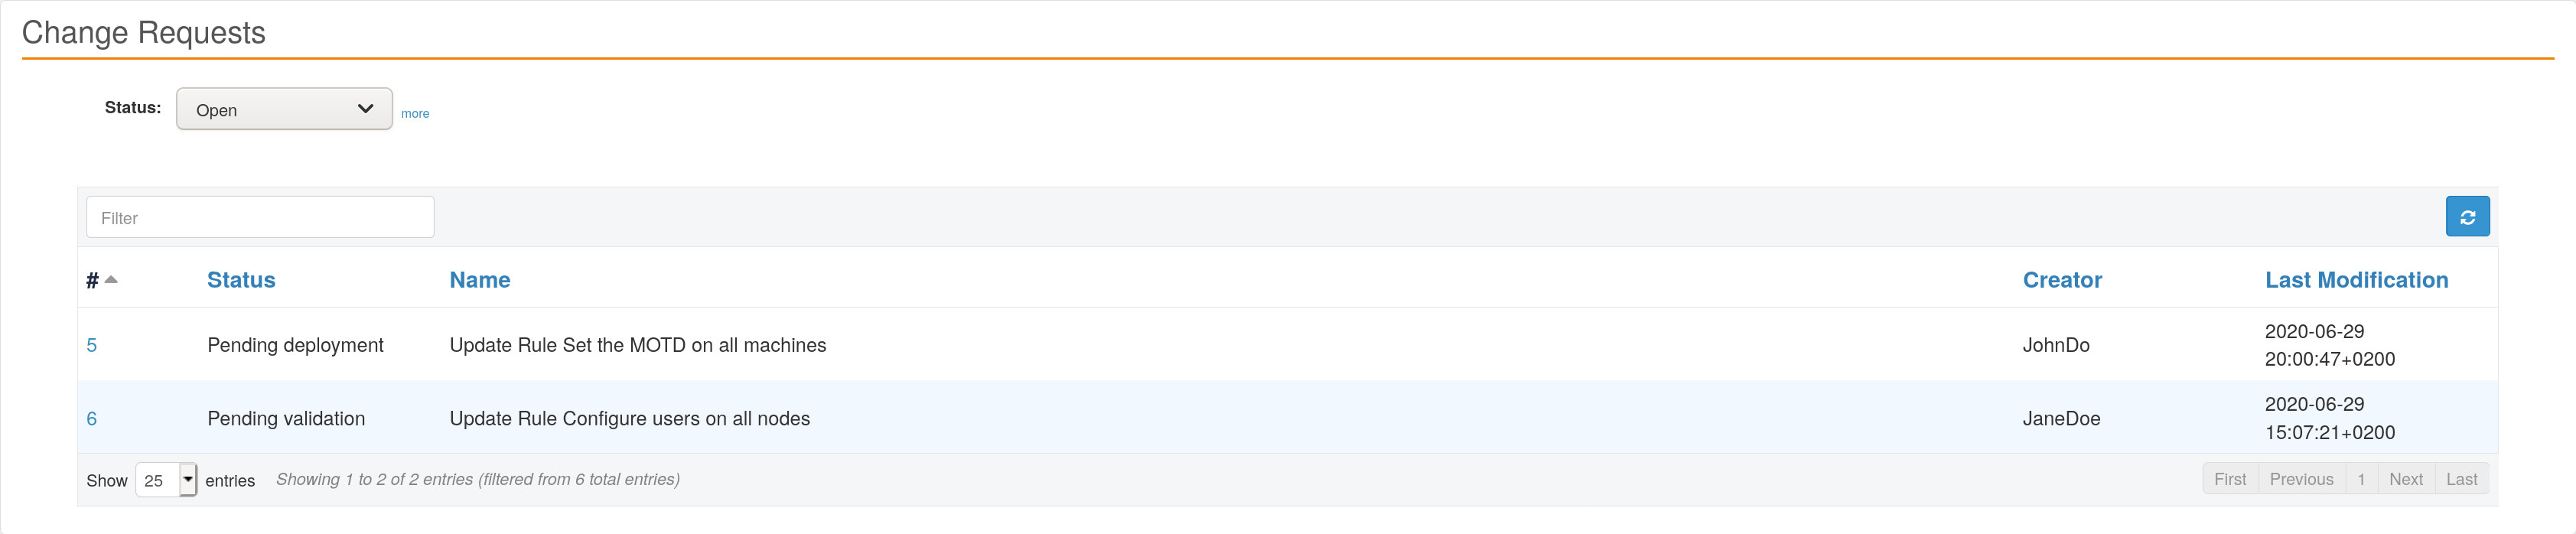 Change Requests
Status: Open more
Filter
# Status Name Creator Last Modification
5 Pending deployment Update Rule Set the MOTD on all machines JohnDo 2020-06-29
20:00:47+0200
6 Pending validation Update Rule Configure users on all nodes JaneDoe 2020-06-29
15:07:21+0200
Show 25 entries Showing 1 to 2 of 2 entries (filtered from 6 total entries) First Previous 1 Next Last